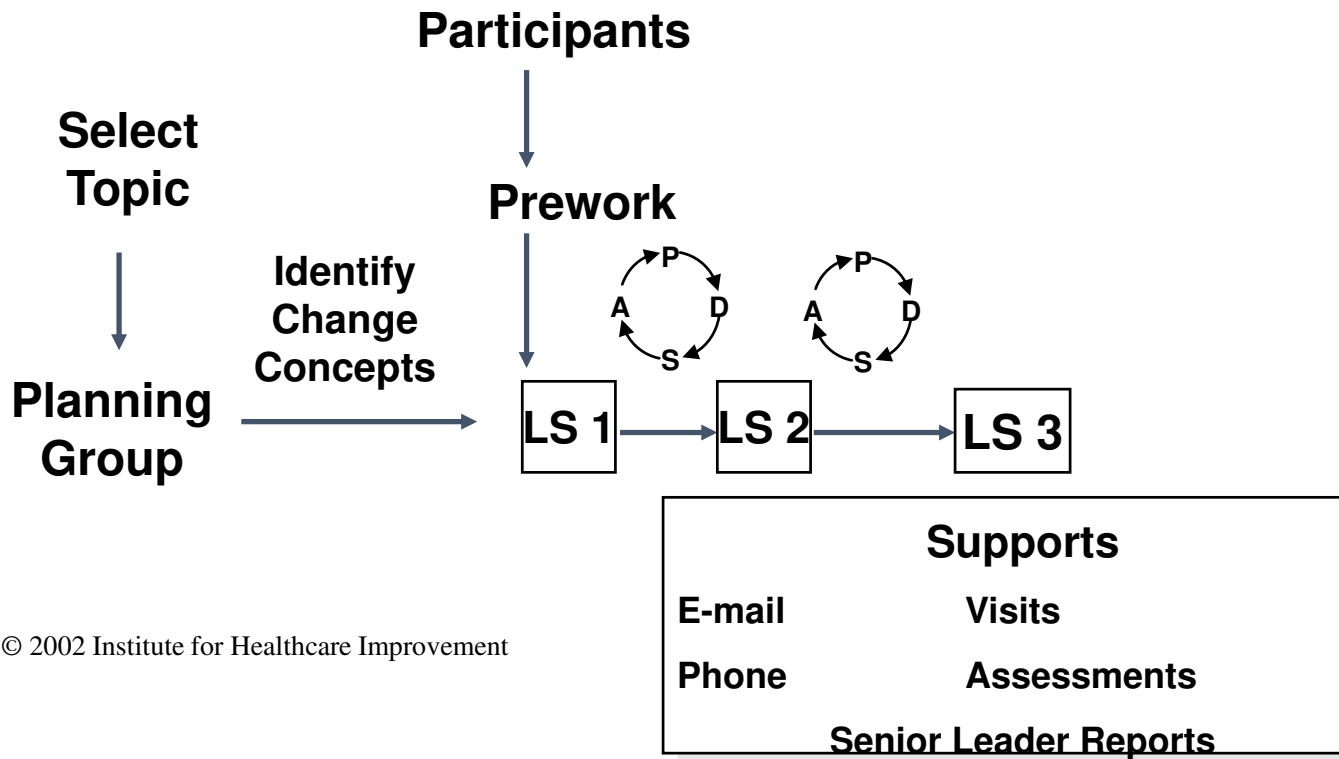 Participants
Select
Topic
Prework
Identify
Change
Concepts
P
A D
S
P
A D
S
Planning
Group
LS 1
LS 2
LS 3
Supports
E-mail Visits
Phone Assessments
Senior Leader Reports
© 2002 Institute for Healthcare Improvement